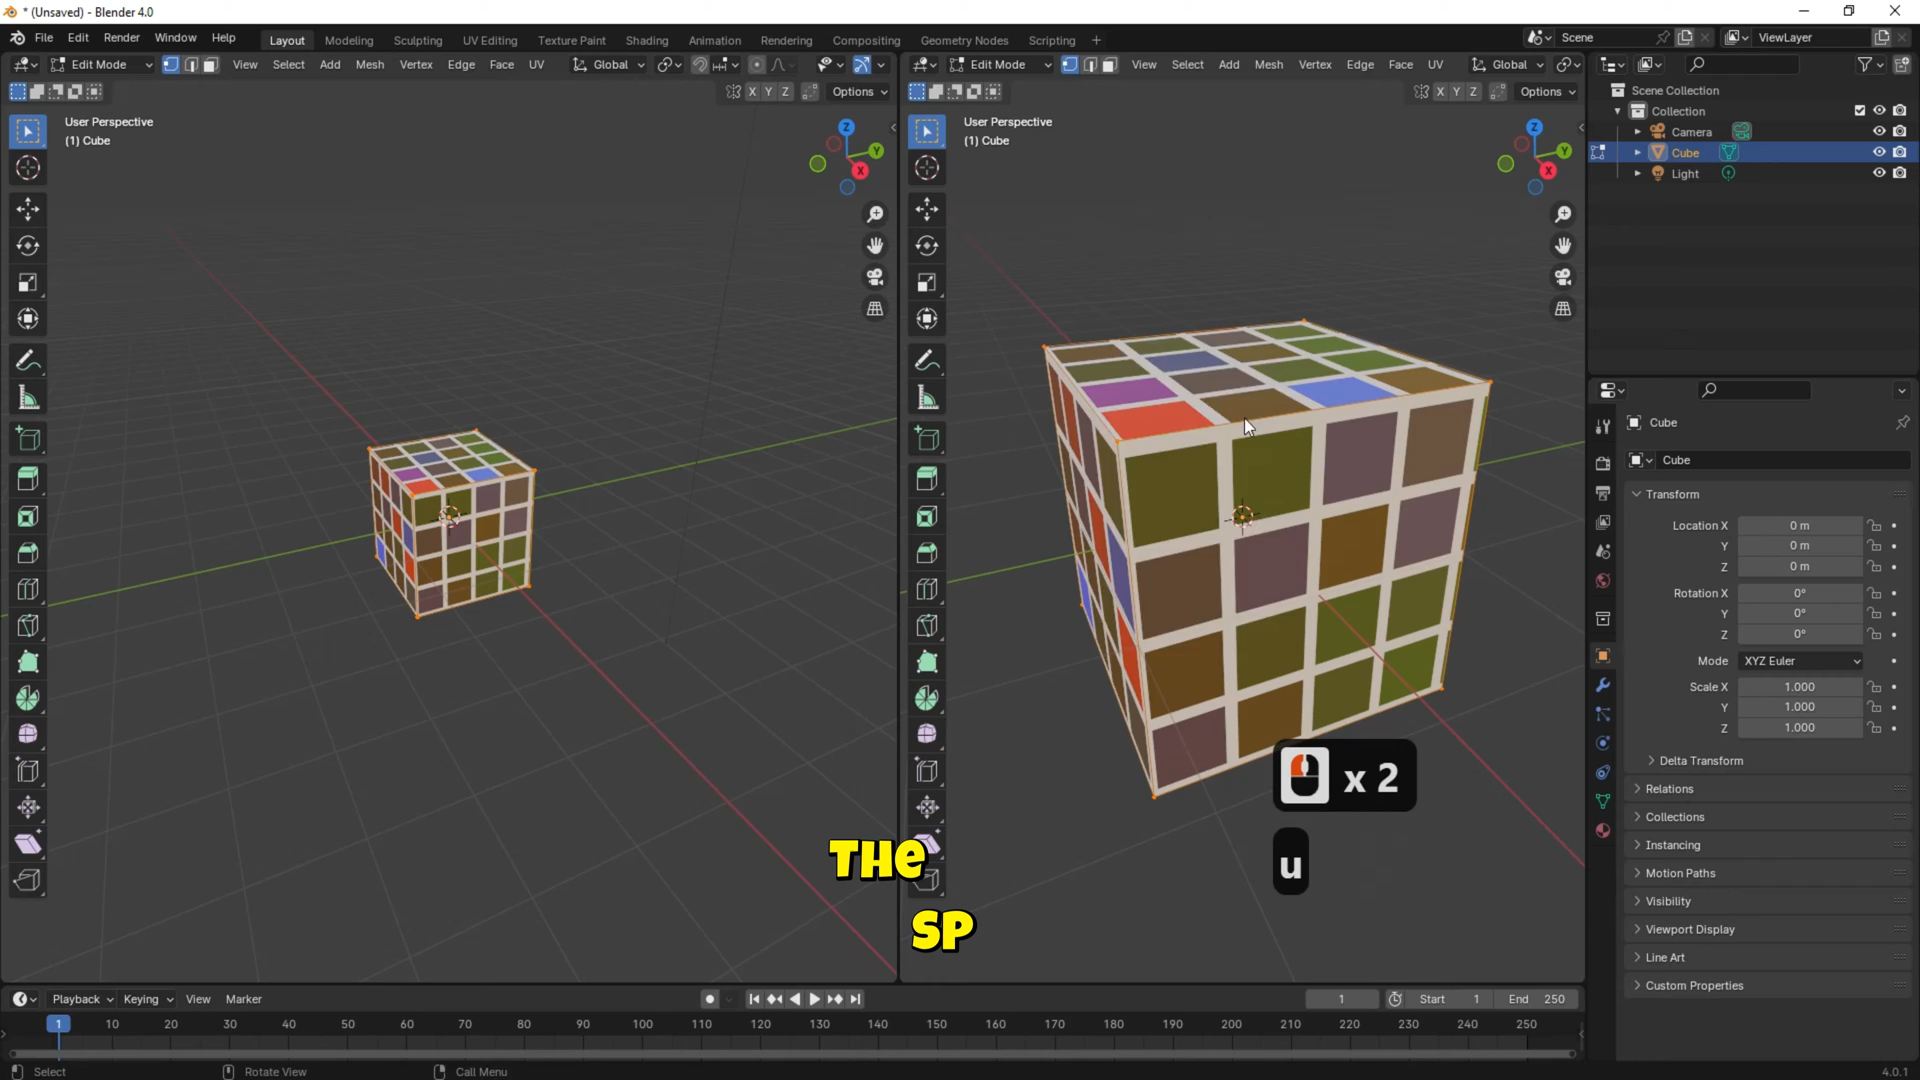 * (Unsaved) - Blender 4.0
File Edit Render Window Help
Layout Modeling Sculpting UV Editing Texture Paint Shading Animation Rendering Compositing Geometry Nodes Scripting +
Scene
ViewLayer
Edit Mode View Select Add Mesh Vertex Edge Face UV Global
Edit Mode View Select Add Mesh Vertex Edge Face UV Global
X Y Z Options
X Y Z Options
User Perspective
(1) Cube
Z
Y
X
User Perspective
(1) Cube
Z
Y
X
Scene Collection
Collection
Camera
Cube
Light
Cube
Cube
Transform
Location X 0 m
Y 0 m
Z 0 m
Rotation X 0°
Y 0°
Z 0°
Mode XYZ Euler
Scale X 1.000
Y 1.000
Z 1.000
Delta Transform
Relations
Collections
Instancing
Motion Paths
Visibility
Viewport Display
Line Art
Custom Properties
x 2
u
THE
SP
Playback Keying View Marker
1 Start 1 End 250
1 10 20 30 40 50 60 70 80 90 100 110 120 130 140 150 160 170 180 190 200 210 220 230 240 250
Select Rotate View Call Menu
4.0.1